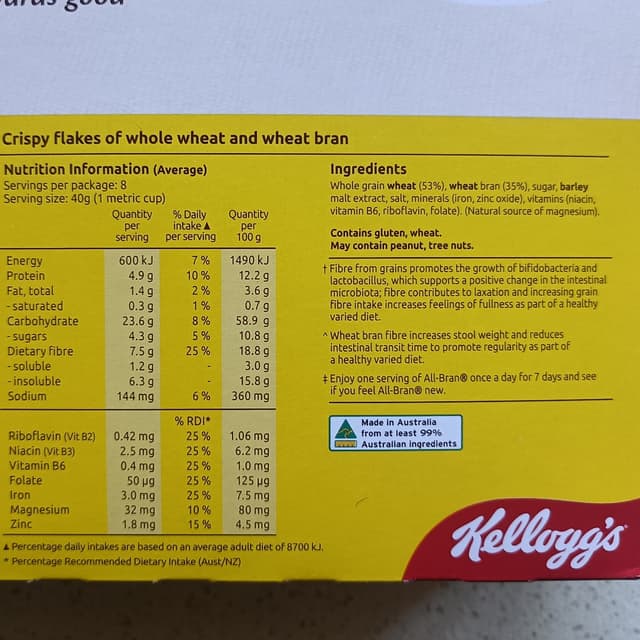 good
Crispy flakes of whole wheat and wheat bran
Nutrition Information (Average)
Servings per package: 8
Serving size: 40g (1 metric cup)
Quantity per serving % Daily intake ▲ per serving Quantity per 100 g
Energy 600 kJ 7 % 1490 kJ
Protein 4.9 g 10 % 12.2 g
Fat, total 1.4 g 2 % 3.6 g
- saturated 0.3 g 1 % 0.7 g
Carbohydrate 23.6 g 8 % 58.9 g
- sugars 4.3 g 5 % 10.8 g
Dietary fibre 7.5 g 25 % 18.8 g
- soluble 1.2 g - 3.0 g
- insoluble 6.3 g - 15.8 g
Sodium 144 mg 6 % 360 mg
% RDI*
Riboflavin (Vit B2) 0.42 mg 25 % 1.06 mg
Niacin (Vit B3) 2.5 mg 25 % 6.2 mg
Vitamin B6 0.4 mg 25 % 1.0 mg
Folate 50 µg 25 % 125 µg
Iron 3.0 mg 25 % 7.5 mg
Magnesium 32 mg 10 % 80 mg
Zinc 1.8 mg 15 % 4.5 mg
▲ Percentage daily intakes are based on an average adult diet of 8700 kJ.
* Percentage Recommended Dietary Intake (Aust/NZ)
Ingredients
Whole grain wheat (53%), wheat bran (35%), sugar, barley
malt extract, salt, minerals (iron, zinc oxide), vitamins (niacin,
vitamin B6, riboflavin, folate). (Natural source of magnesium).
Contains gluten, wheat.
May contain peanut, tree nuts.
† Fibre from grains promotes the growth of bifidobacteria and
lactobacillus, which supports a positive change in the intestinal
microbiota; fibre contributes to laxation and increasing grain
fibre intake increases feelings of fullness as part of a healthy
varied diet.
^ Wheat bran fibre increases stool weight and reduces
intestinal transit time to promote regularity as part of
a healthy varied diet.
‡ Enjoy one serving of All-Bran® once a day for 7 days and see
if you feel All-Bran® new.
Made in Australia
from at least 99%
Australian ingredients
Kellogg's